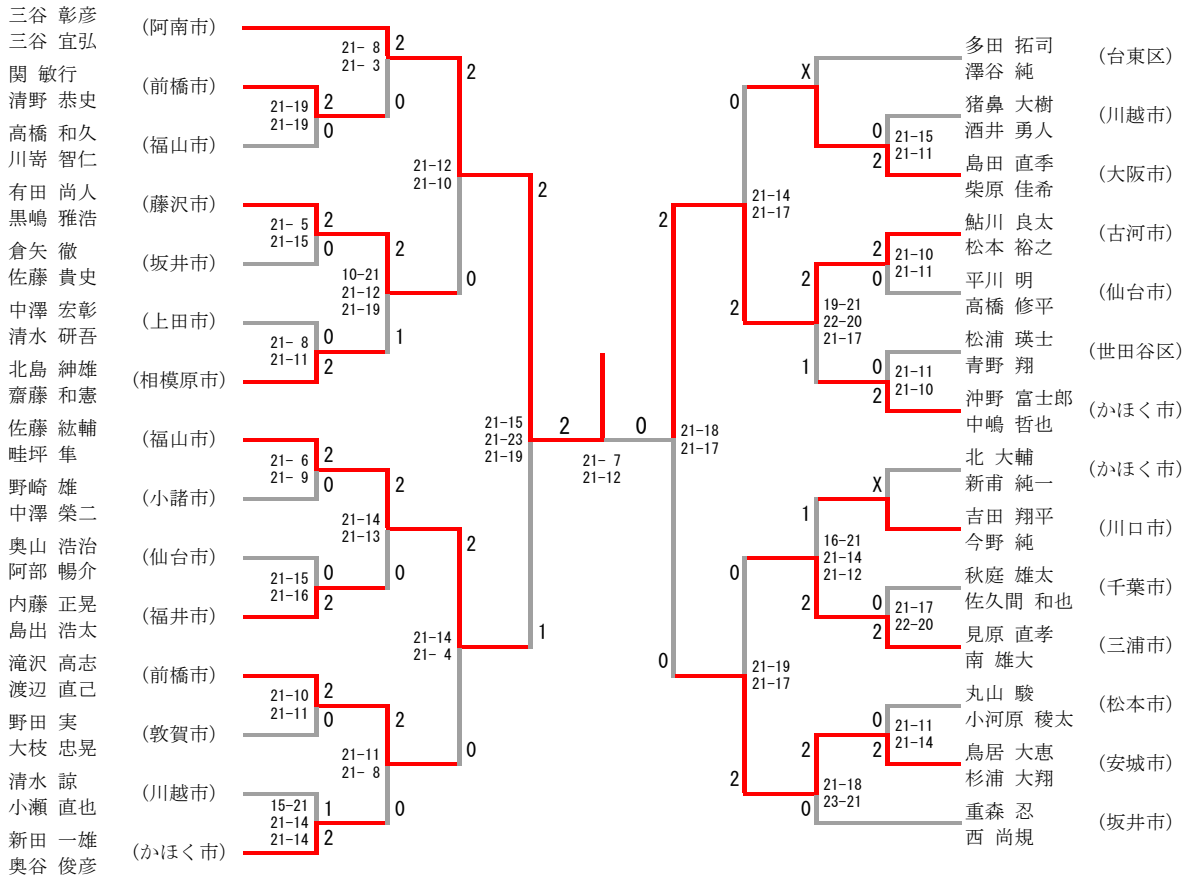 三谷 彰彦
三谷 宜弘
(阿南市)
関 敏行
清野 恭史
(前橋市)
高橋 和久
川嵜 智仁
(福山市)
有田 尚人
黒嶋 雅浩
(藤沢市)
倉矢 徹
佐藤 貴史
(坂井市)
中澤 宏彰
清水 研吾
(上田市)
北島 紳雄
齋藤 和憲
(相模原市)
佐藤 紘輔
畦坪 隼
(福山市)
野崎 雄
中澤 榮二
(小諸市)
奥山 浩治
阿部 暢介
(仙台市)
内藤 正晃
島出 浩太
(福井市)
滝沢 高志
渡辺 直己
(前橋市)
野田 実
大枝 忠晃
(敦賀市)
清水 諒
小瀬 直也
(川越市)
新田 一雄
奥谷 俊彦
(かほく市)
21-19
21-19
2
0
21- 5
21-15
2
0
21- 8
21-11
0
2
21- 6
21- 9
2
0
21-15
21-16
0
2
21-10
21-11
2
0
15-21
21-14
21-14
1
2
21- 8
21- 3
2
0
10-21
21-12
21-19
2
1
21-14
21-13
2
0
21-11
21- 8
2
0
21-12
21-10
2
0
21-14
21- 4
2
0
21-15
21-23
21-19
2
1
2
0
21- 7
21-12
2
0
21-18
21-17
0
2
21-14
21-17
0
2
21-19
21-17
X
2
1
19-21
22-20
21-17
1
2
16-21
21-14
21-12
2
0
21-18
23-21
0
2
21-15
21-11
2
0
21-10
21-11
0
2
21-11
21-10
X
0
2
21-17
22-20
0
2
21-11
21-14
多田 拓司
澤谷 純
(台東区)
猪鼻 大樹
酒井 勇人
(川越市)
島田 直季
柴原 佳希
(大阪市)
鮎川 良太
松本 裕之
(古河市)
平川 明
高橋 修平
(仙台市)
松浦 瑛士
青野 翔
(世田谷区)
沖野 富士郎
中嶋 哲也
(かほく市)
北 大輔
新甫 純一
(かほく市)
吉田 翔平
今野 純
(川口市)
秋庭 雄太
佐久間 和也
(千葉市)
見原 直孝
南 雄大
(三浦市)
丸山 駿
小河原 稜太
(松本市)
鳥居 大恵
杉浦 大翔
(安城市)
重森 忍
西 尚規
(坂井市)